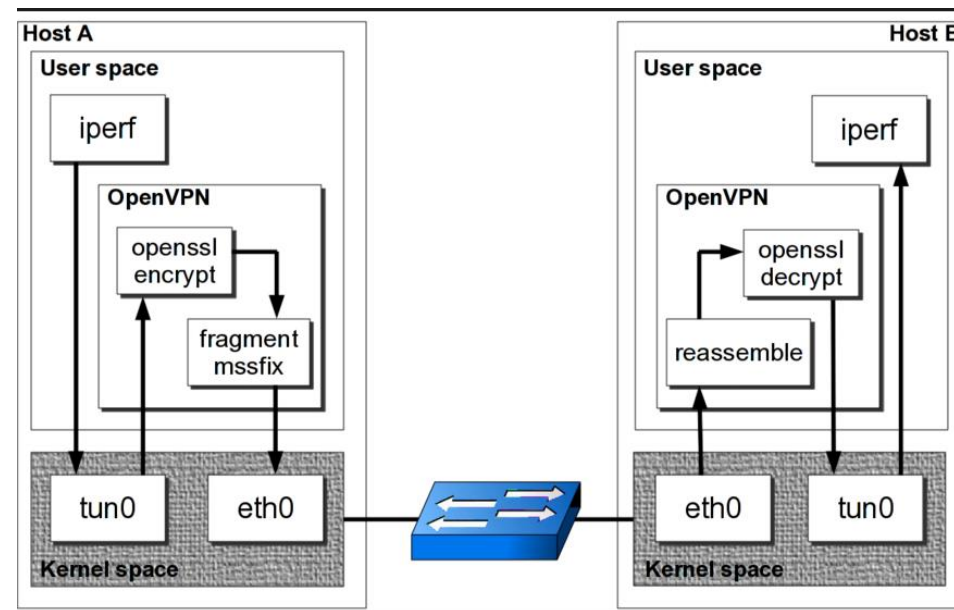 Host A
User space
iperf
OpenVPN
openssl
encrypt
fragment
mssfix
tun0
eth0
Kernel space
Host B
User space
iperf
OpenVPN
openssl
decrypt
reassemble
eth0
tun0
Kernel space